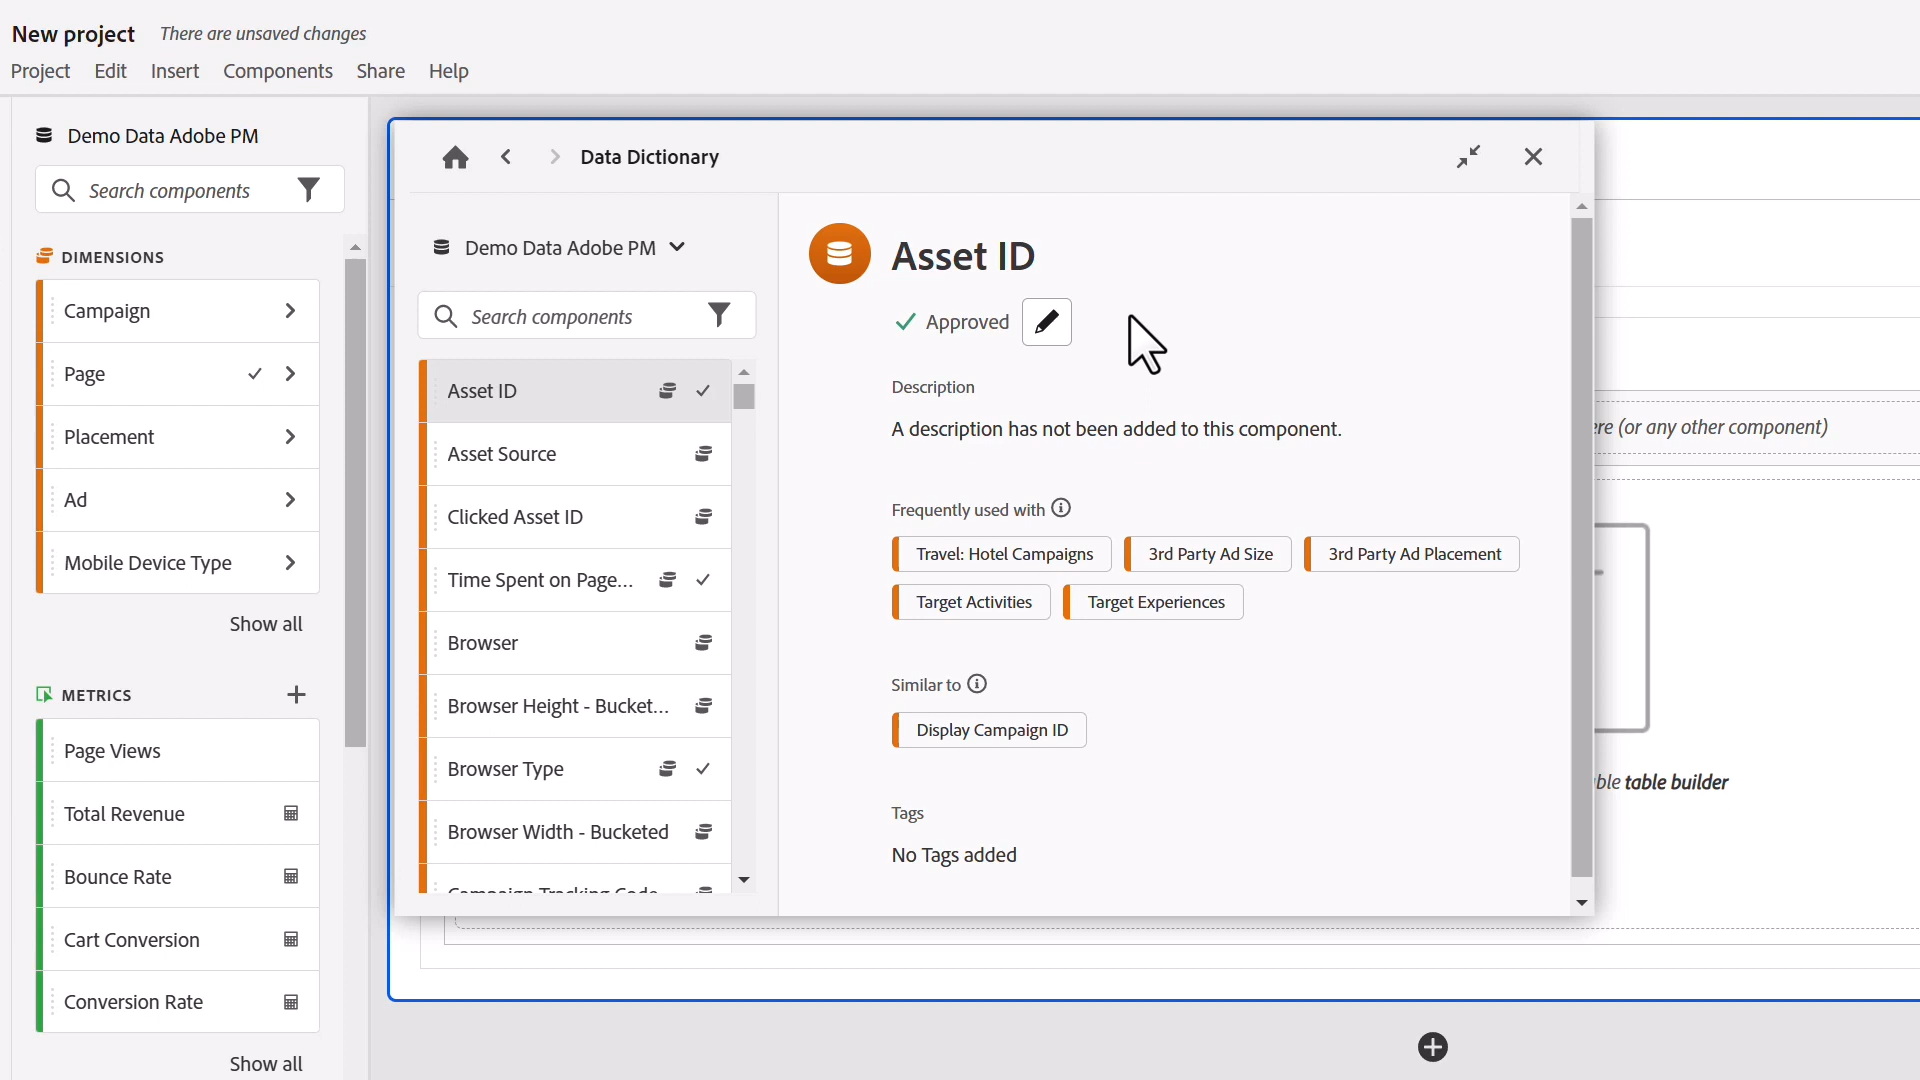 New project There are unsaved changes
Project Edit Insert Components Share Help
Demo Data Adobe PM
Search components
DIMENSIONS
Campaign
Page
Placement
Ad
Mobile Device Type
Show all
METRICS
Page Views
Total Revenue
Bounce Rate
Cart Conversion
Conversion Rate
Show all
Data Dictionary
Demo Data Adobe PM
Search components
Asset ID
Asset Source
Clicked Asset ID
Time Spent on Page...
Browser
Browser Height - Bucket...
Browser Type
Browser Width - Bucketed
Campaign Tracking Code
Asset ID
Approved
Description
A description has not been added to this component.
Frequently used with
Travel: Hotel Campaigns 3rd Party Ad Size 3rd Party Ad Placement
Target Activities Target Experiences
Similar to
Display Campaign ID
Tags
No Tags added
ere (or any other component)
ble table builder